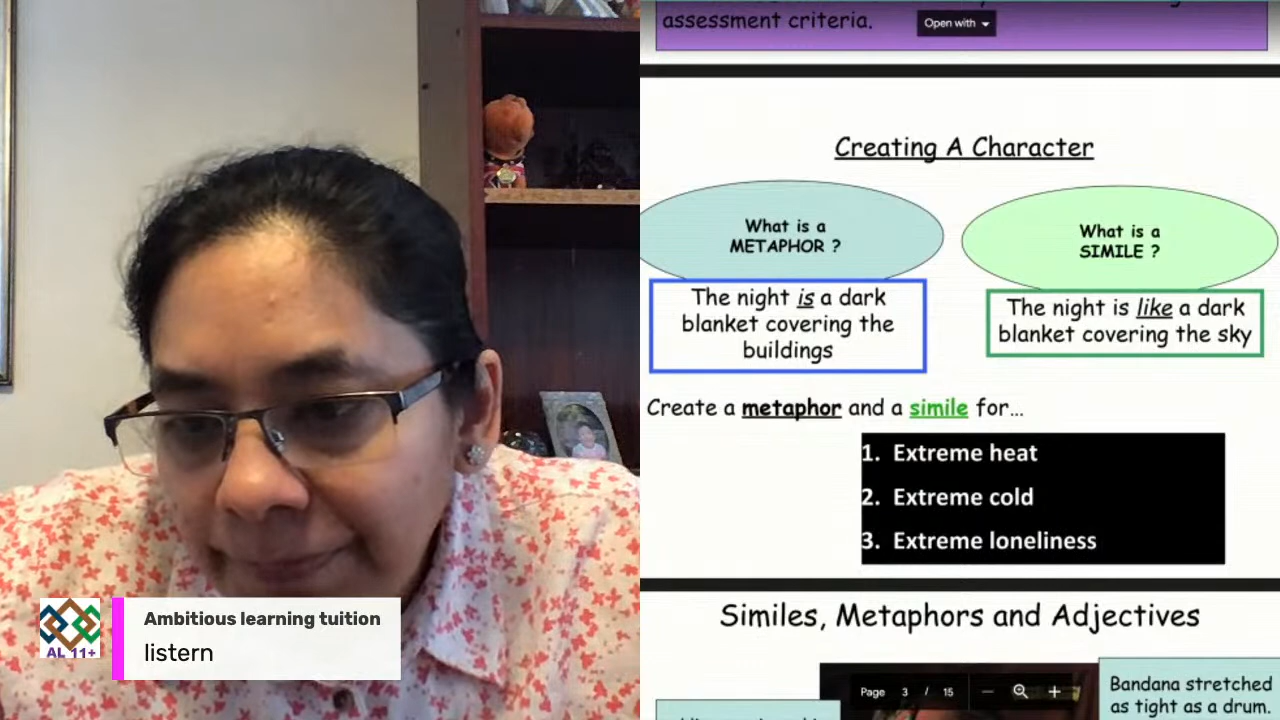 assessment criteria.
Open with
Creating A Character
What is a
METAPHOR ?
The night is a dark
blanket covering the
buildings
What is a
SIMILE ?
The night is like a dark
blanket covering the sky
Create a metaphor and a simile for...
1. Extreme heat
2. Extreme cold
3. Extreme loneliness
Similes, Metaphors and Adjectives
Page 3 / 15
Bandana stretched
as tight as a drum.
AL 11+
Ambitious learning tuition
listern